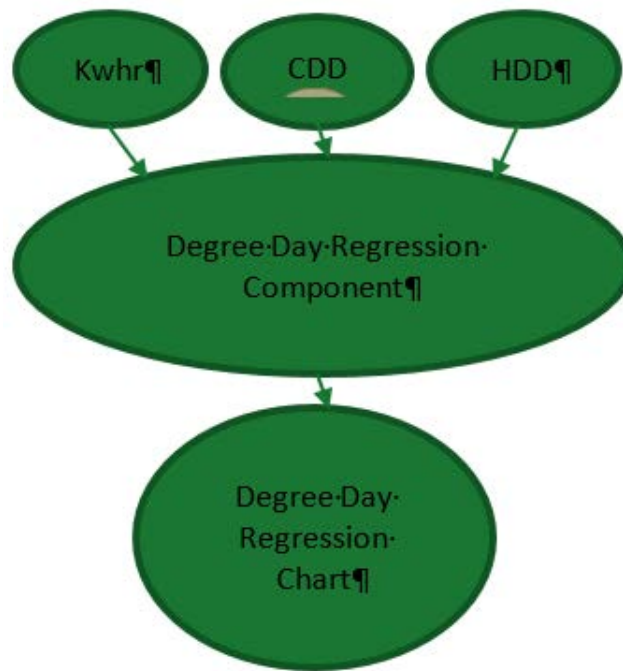 Kwhr¶
CDD
HDD¶
Degree·Day·Regression·
Component¶
Degree·Day·
Regression·
Chart¶